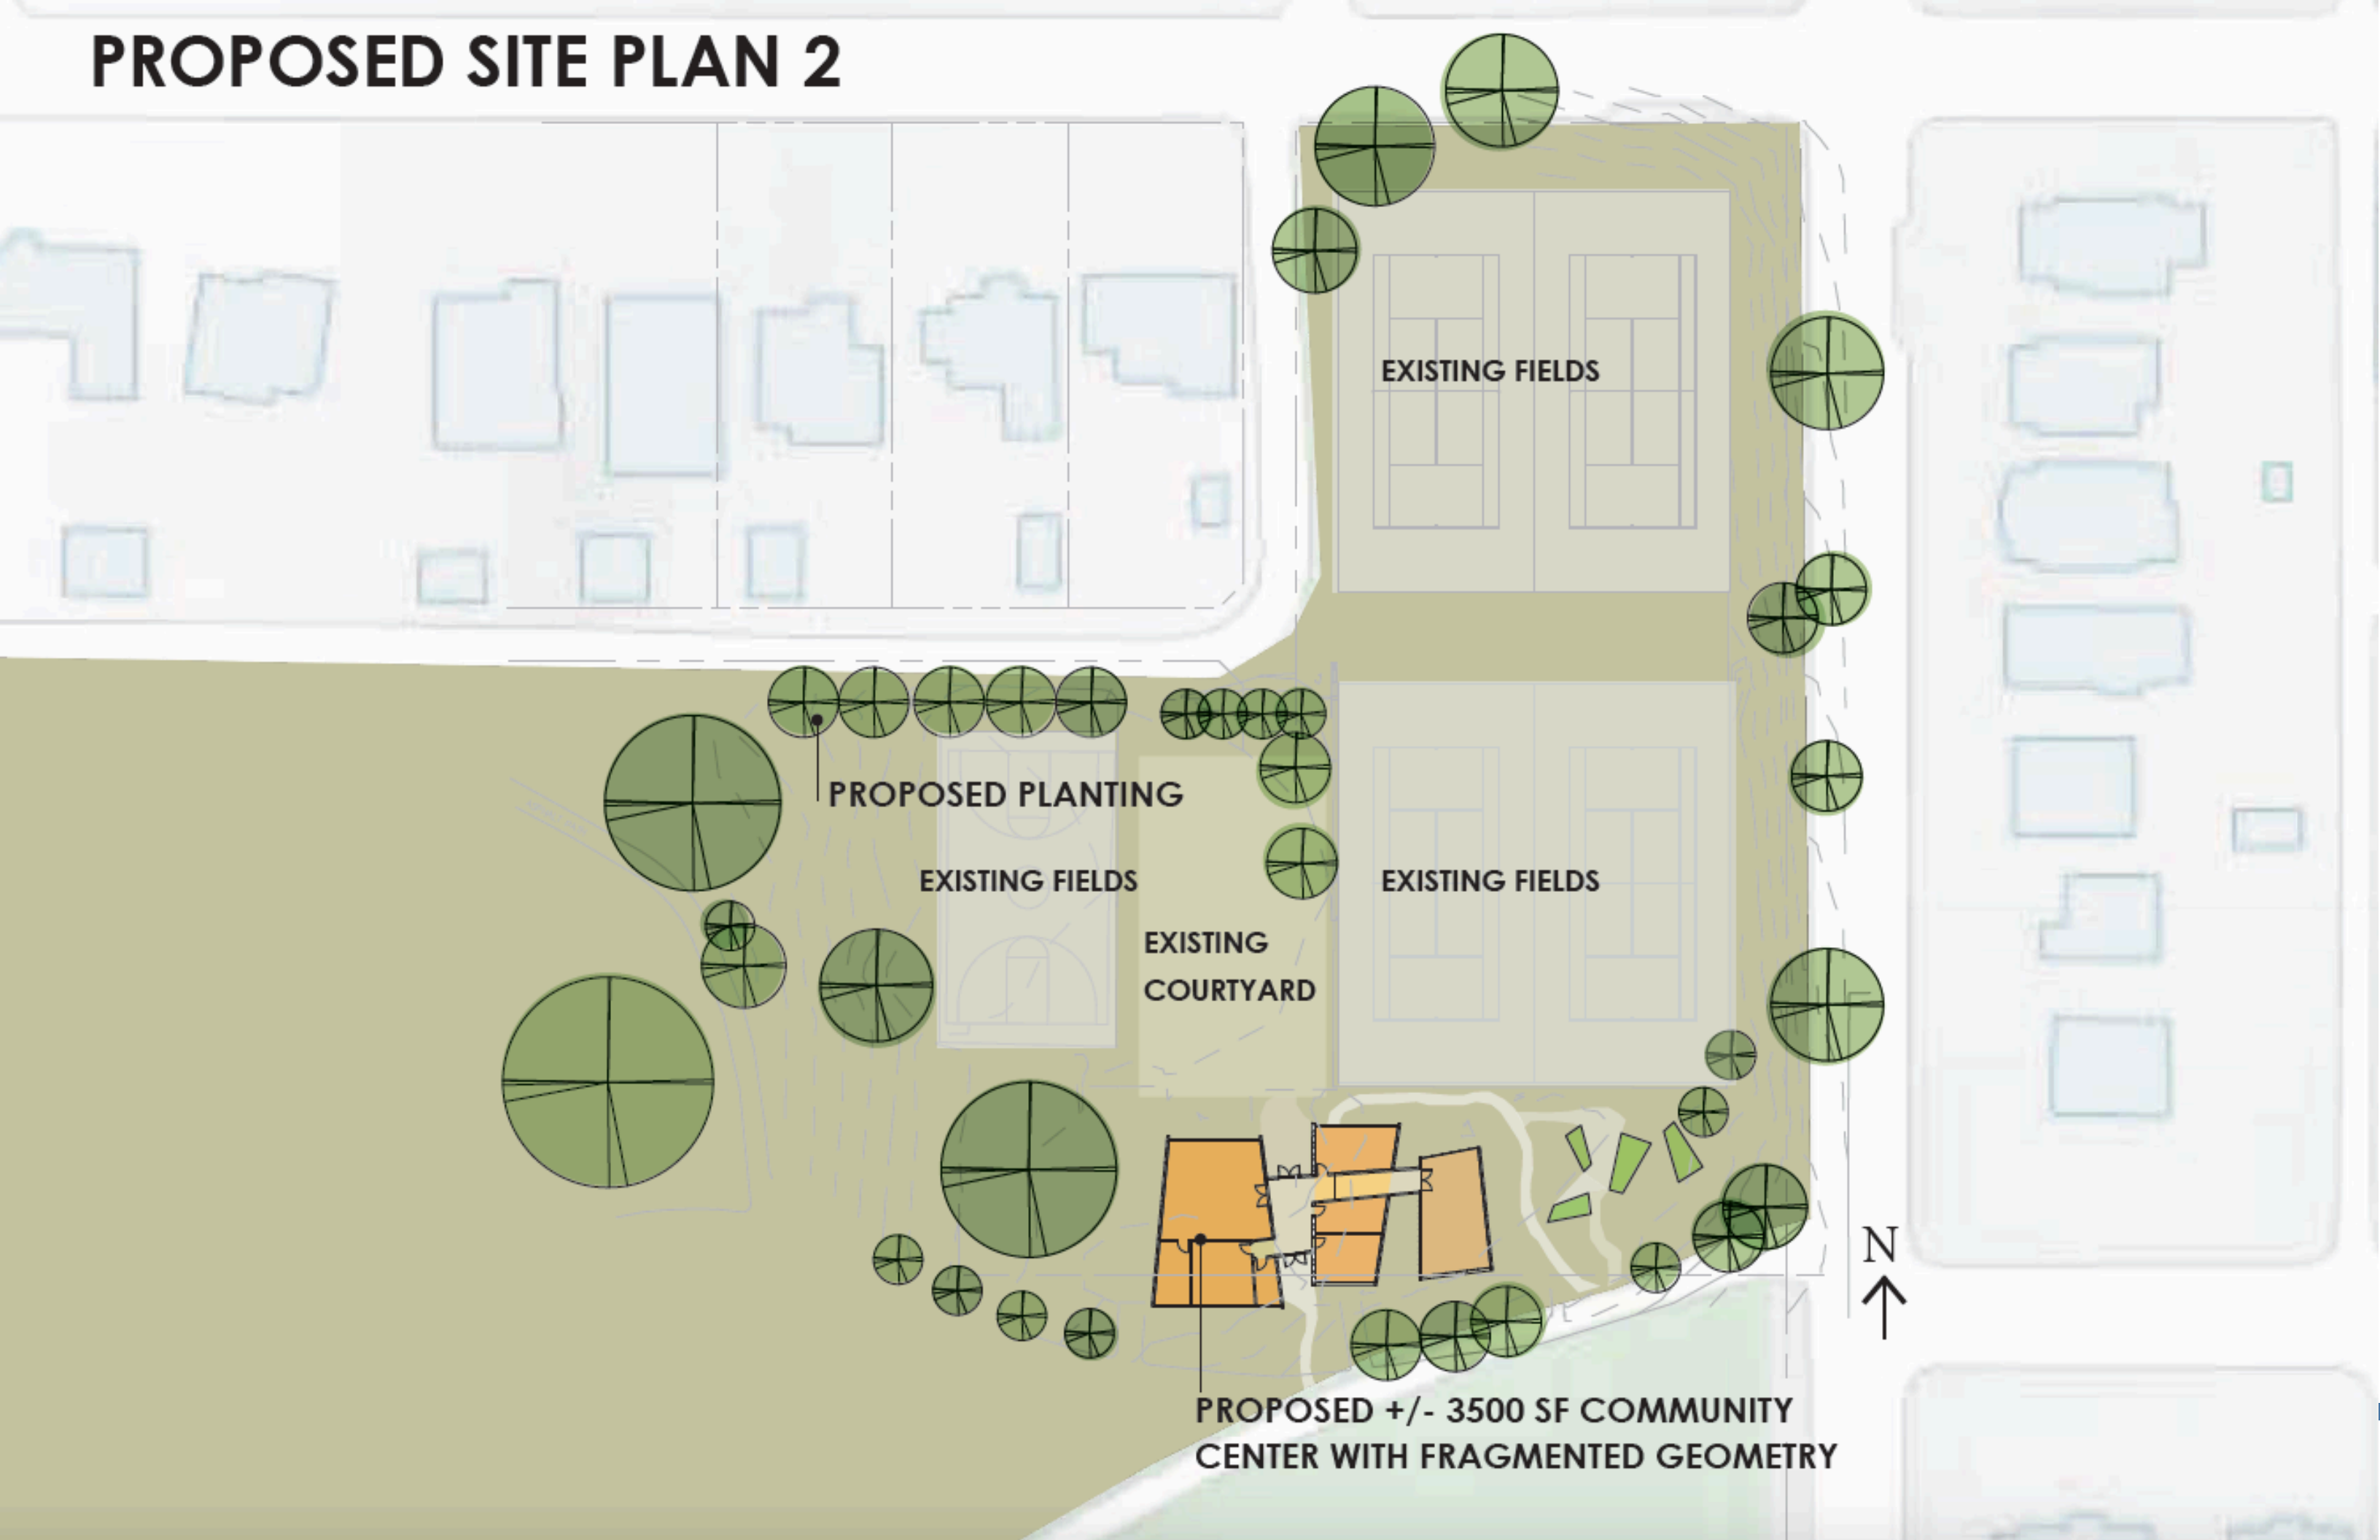 PROPOSED SITE PLAN 2
EXISTING FIELDS
PROPOSED PLANTING
EXISTING FIELDS
EXISTING FIELDS
EXISTING
COURTYARD
N
PROPOSED +/- 3500 SF COMMUNITY
CENTER WITH FRAGMENTED GEOMETRY